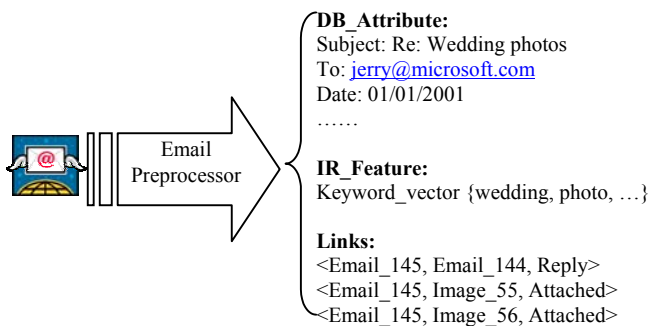 @
Email
Preprocessor
DB_Attribute:
Subject: Re: Wedding photos
To: jerry@microsoft.com
Date: 01/01/2001
……
IR_Feature:
Keyword_vector {wedding, photo, …}
Links:
<Email_145, Email_144, Reply>
<Email_145, Image_55, Attached>
<Email_145, Image_56, Attached>